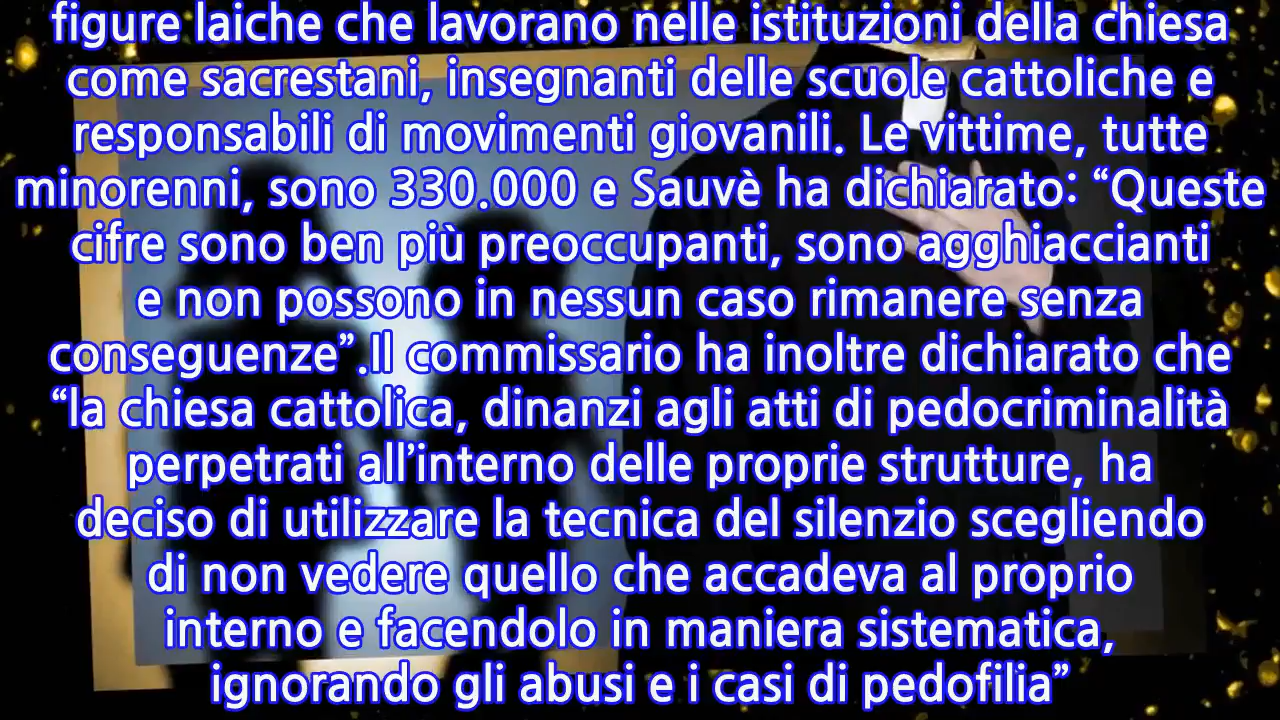 figure laiche che lavorano nelle istituzioni della chiesa
come sacrestani, insegnanti delle scuole cattoliche e
responsabili di movimenti giovanili. Le vittime, tutte
minorenni, sono 330.000 e Sauvè ha dichiarato: “Queste
cifre sono ben più preoccupanti, sono agghiaccianti
e non possono in nessun caso rimanere senza
conseguenze”.Il commissario ha inoltre dichiarato che
“la chiesa cattolica, dinanzi agli atti di pedocriminalità
perpetrati all’interno delle proprie strutture, ha
deciso di utilizzare la tecnica del silenzio scegliendo
di non vedere quello che accadeva al proprio
interno e facendolo in maniera sistematica,
ignorando gli abusi e i casi di pedofilia”